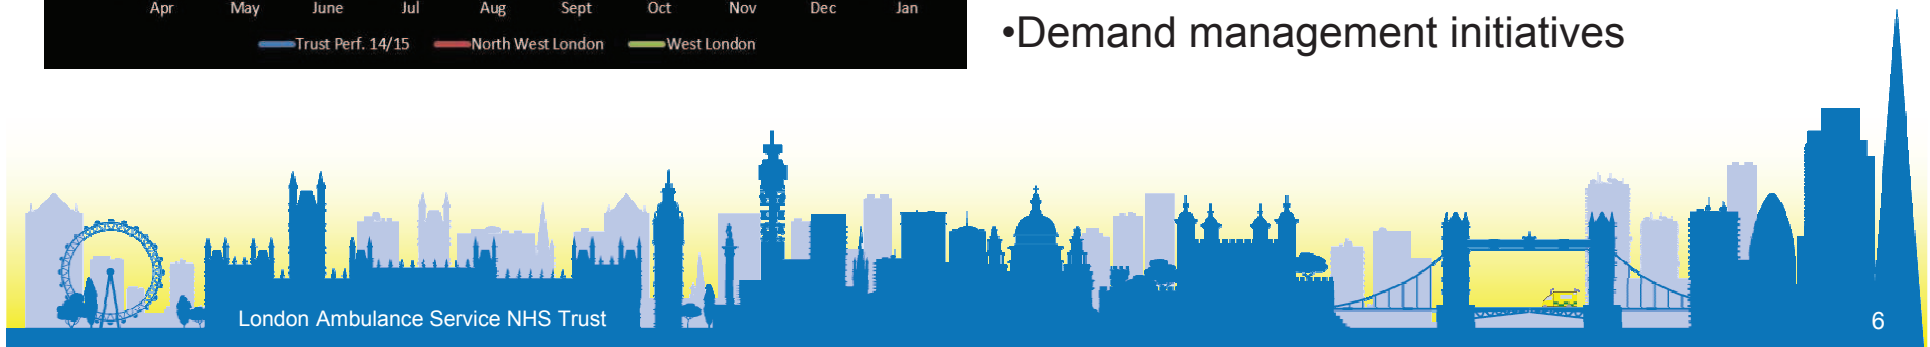 Apr May June Jul Aug Sept Oct Nov Dec Jan
Trust Perf. 14/15 North West London West London
•Demand management initiatives
London Ambulance Service NHS Trust
6